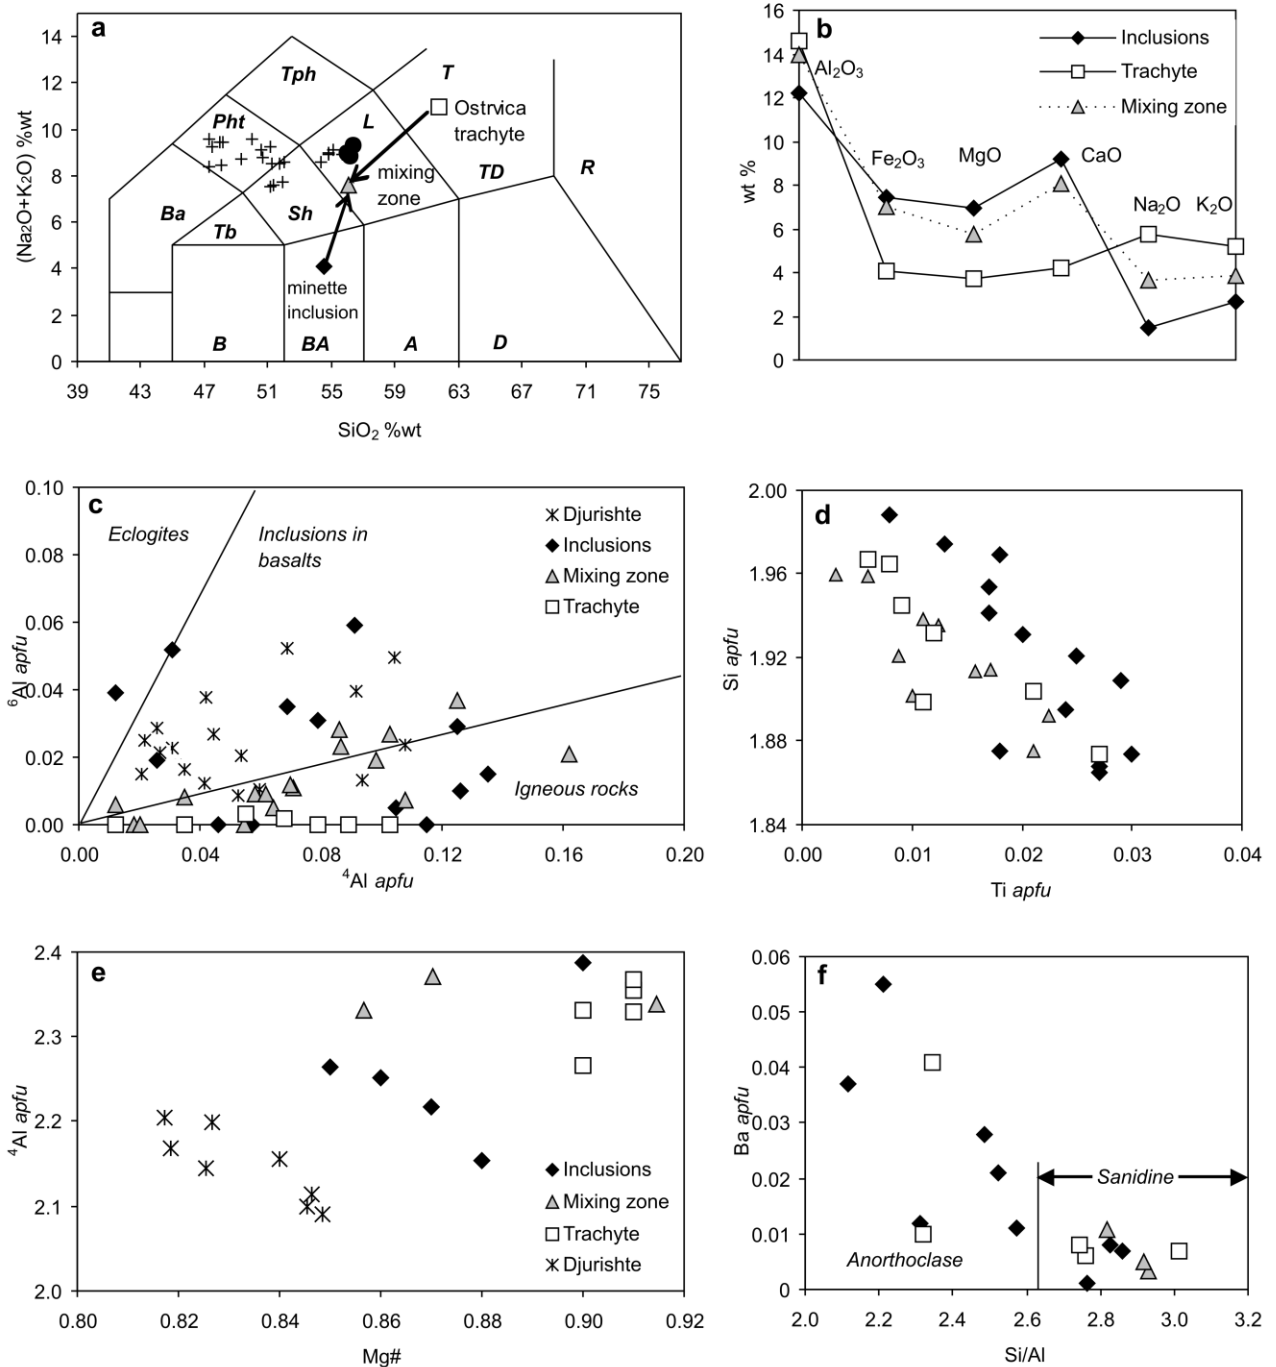 a
14
12
10
8
6
4
2
0
(Na2O+K2O) %wt
Tph
T
Pht
L
Ostrvica
trachyte
mixing
zone
TD
R
Ba
Sh
Tb
minette
inclusion
B
BA
A
D
39 43 47 51 55 59 63 67 71 75
SiO2 %wt
b
16
14
12
10
8
6
4
2
0
wt %
Inclusions
Trachyte
Mixing zone
Al2O3
Fe2O3
MgO
CaO
Na2O
K2O
c
0.10
0.08
0.06
0.04
0.02
0.00
6Al apfu
Eclogites
Inclusions in
basalts
Djurishte
Inclusions
Mixing zone
Trachyte
Igneous rocks
0.00 0.04 0.08 0.12 0.16 0.20
4Al apfu
d
2.00
1.96
1.92
1.88
1.84
Si apfu
0.00 0.01 0.02 0.03 0.04
Ti apfu
e
2.4
2.3
2.2
2.1
2.0
4Al apfu
Inclusions
Mixing zone
Trachyte
Djurishte
0.80 0.82 0.84 0.86 0.88 0.90 0.92
Mg#
f
0.06
0.05
0.04
0.03
0.02
0.01
0
Ba apfu
Sanidine
Anorthoclase
2.0 2.2 2.4 2.6 2.8 3.0 3.2
Si/Al